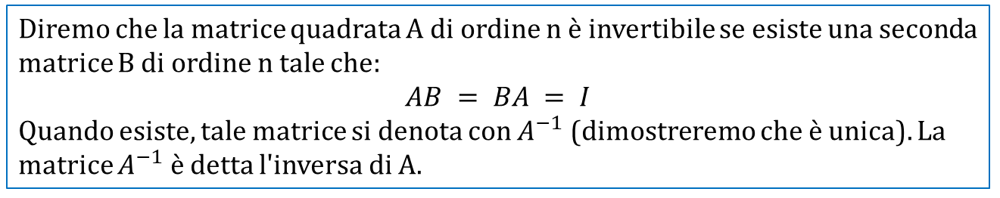 Diremo che la matrice quadrata A di ordine n è invertibile se esiste una seconda
matrice B di ordine n tale che:
AB = BA = I
Quando esiste, tale matrice si denota con A⁻¹ (dimostreremo che è unica). La
matrice A⁻¹ è detta l'inversa di A.